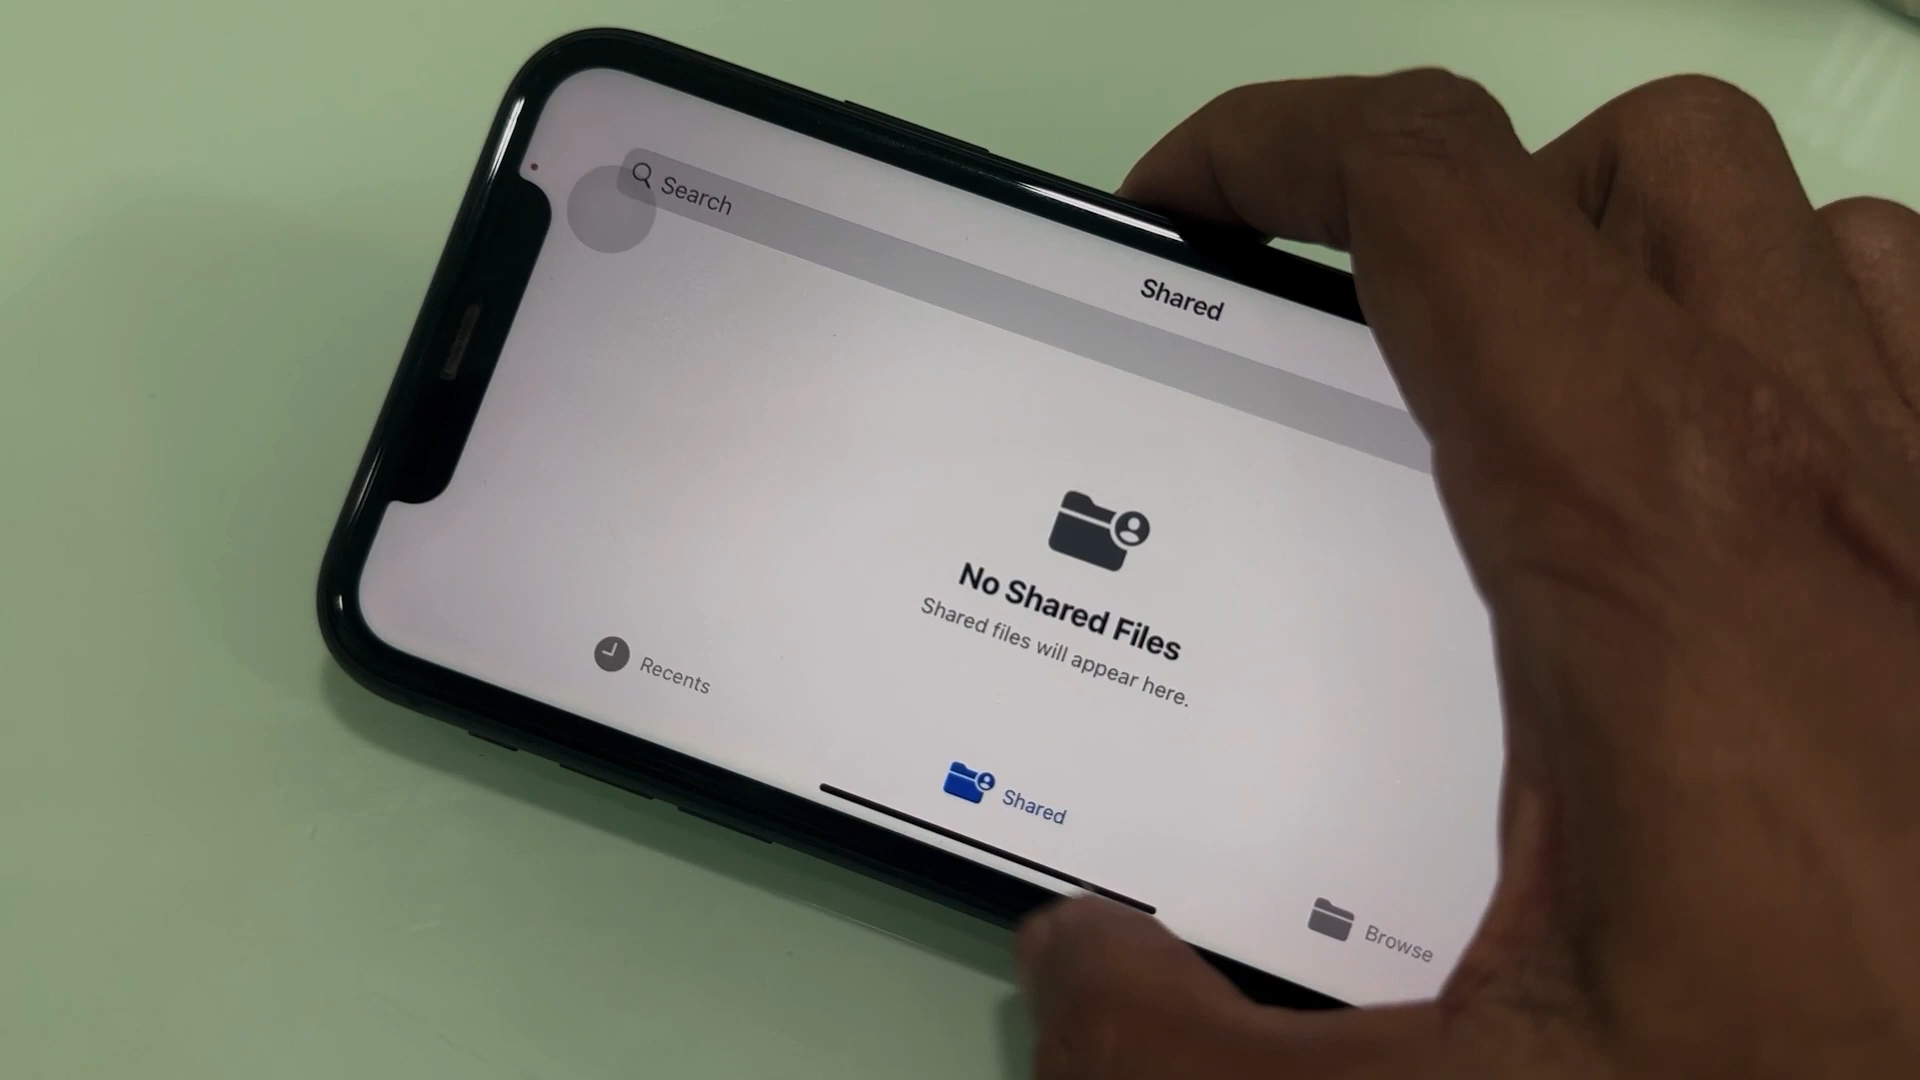 Search
Shared
No Shared Files
Shared files will appear here.
Recents
Shared
Browse